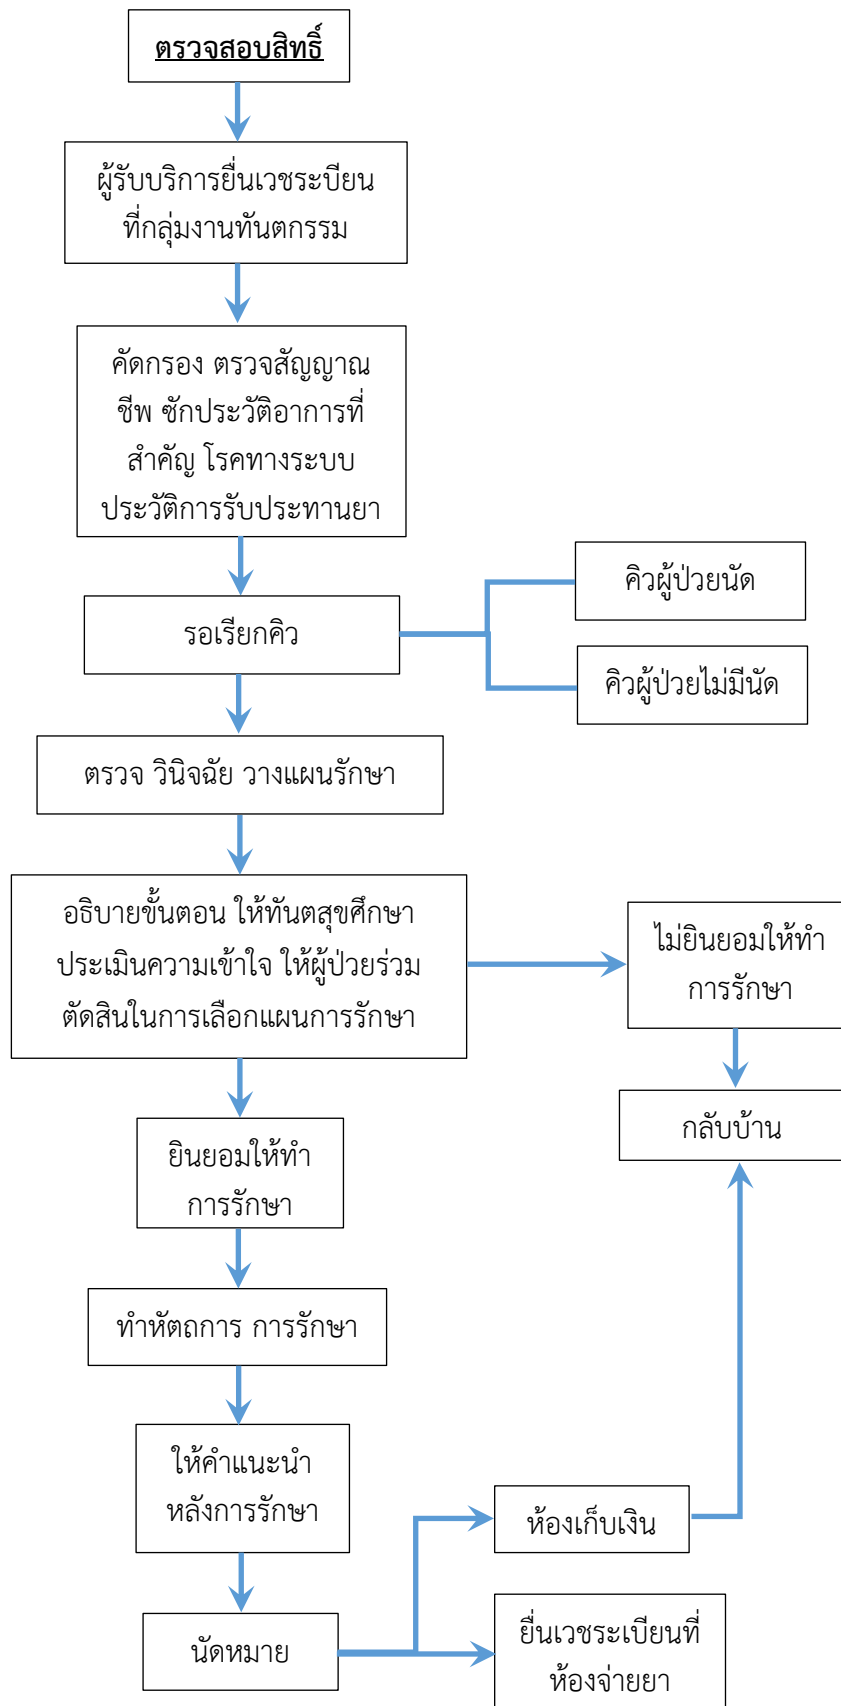 ตรวจสอบสิทธิ์
ผู้รับบริการยื่นเวชระบียน
ที่กลุ่มงานทันตกรรม
คัดกรอง ตรวจสัญญาณ
ชีพ ซักประวัติอาการที่
สำคัญ โรคทางระบบ
ประวัติการรับประทานยา
คิวผู้ป่วยนัด
รอเรียกคิว
คิวผู้ป่วยไม่มีนัด
ตรวจ วินิจฉัย วางแผนรักษา
อธิบายขั้นตอน ให้ทันตสุขศึกษา
ประเมินความเข้าใจ ให้ผู้ป่วยร่วม
ตัดสินในการเลือกแผนการรักษา
ไม่ยินยอมให้ทำ
การรักษา
กลับบ้าน
ยินยอมให้ทำ
การรักษา
ทำหัตถการ การรักษา
ให้คำแนะนำ
หลังการรักษา
ห้องเก็บเงิน
นัดหมาย
ยื่นเวชระเบียนที่
ห้องจ่ายยา